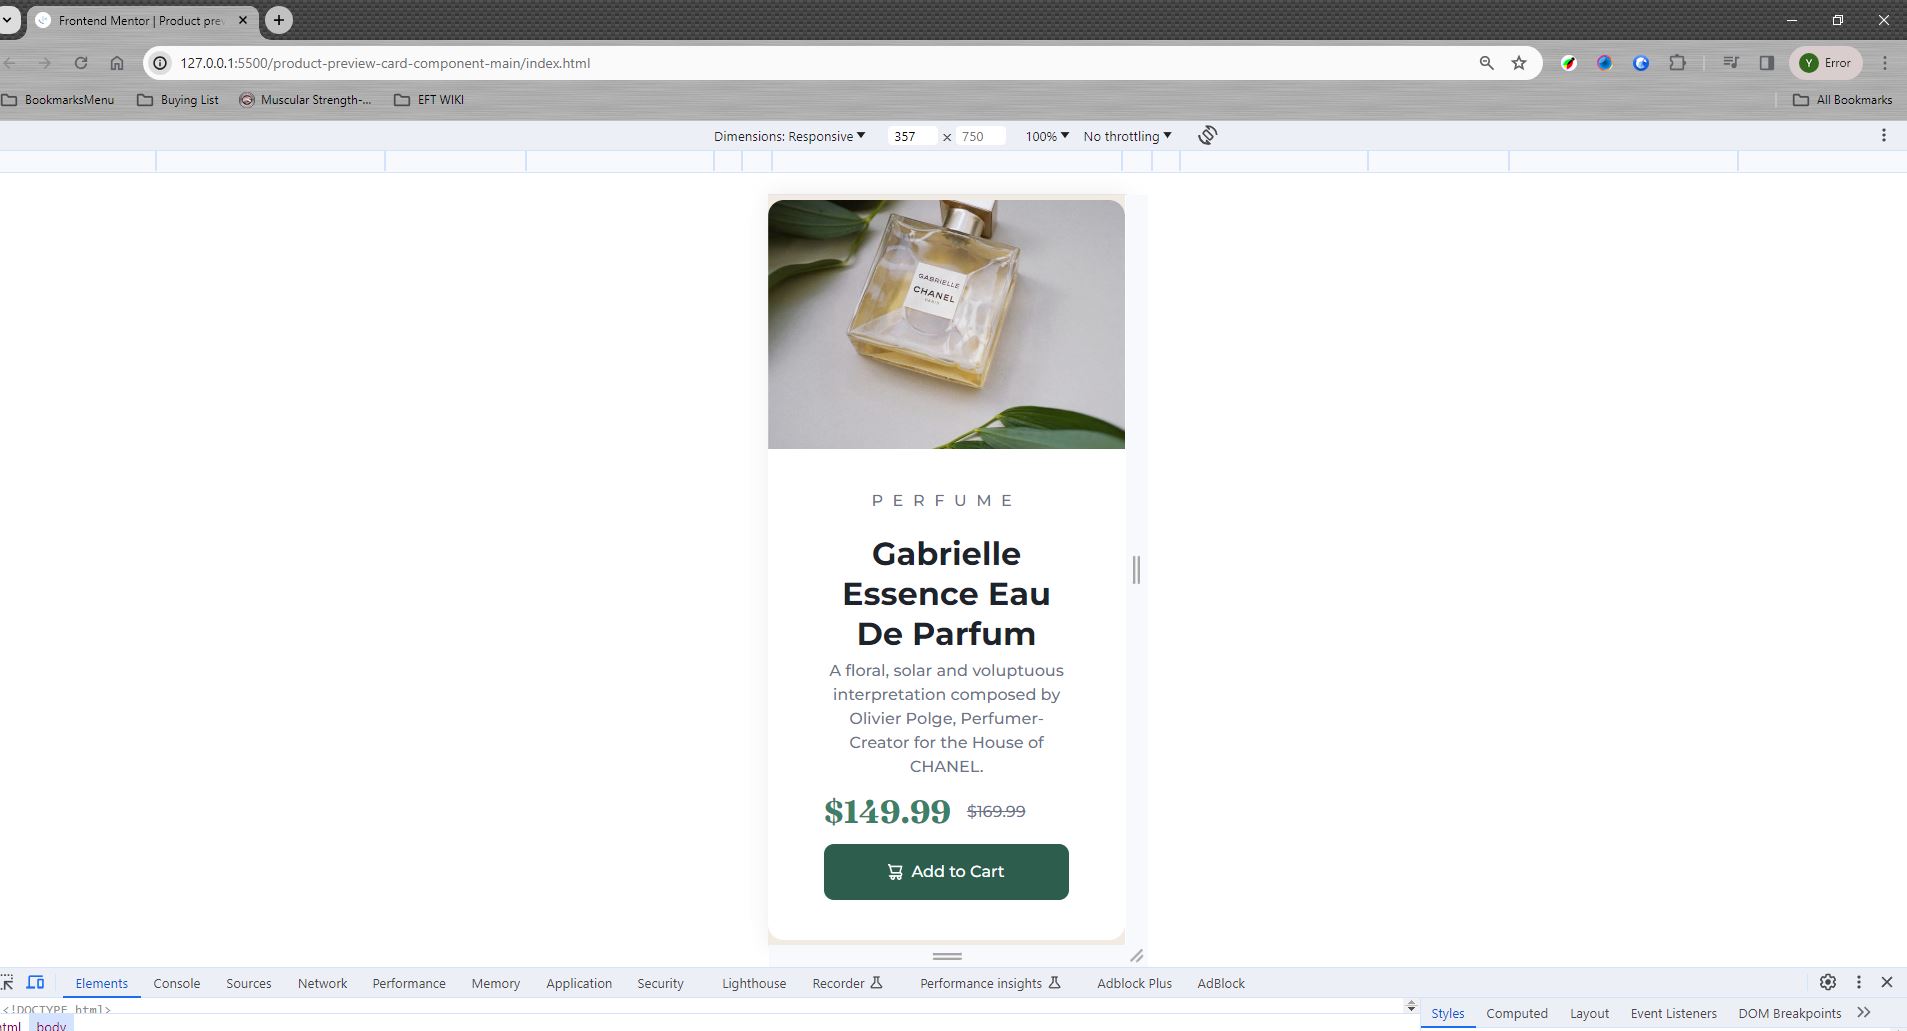 Frontend Mentor | Product prev
127.0.0.1:5500/product-preview-card-component-main/index.html
Y Error
BookmarksMenu Buying List Muscular Strength-... EFT WIKI All Bookmarks
Dimensions: Responsive 357 × 750 100% No throttling
GABRIELLE
CHANEL
PARIS
PERFUME
Gabrielle
Essence Eau
De Parfum
A floral, solar and voluptuous
interpretation composed by
Olivier Polge, Perfumer-
Creator for the House of
CHANEL.
$149.99 $169.99
Add to Cart
Elements Console Sources Network Performance Memory Application Security Lighthouse Recorder Performance insights Adblock Plus AdBlock
<!DOCTYPE html>
html body
Styles Computed Layout Event Listeners DOM Breakpoints